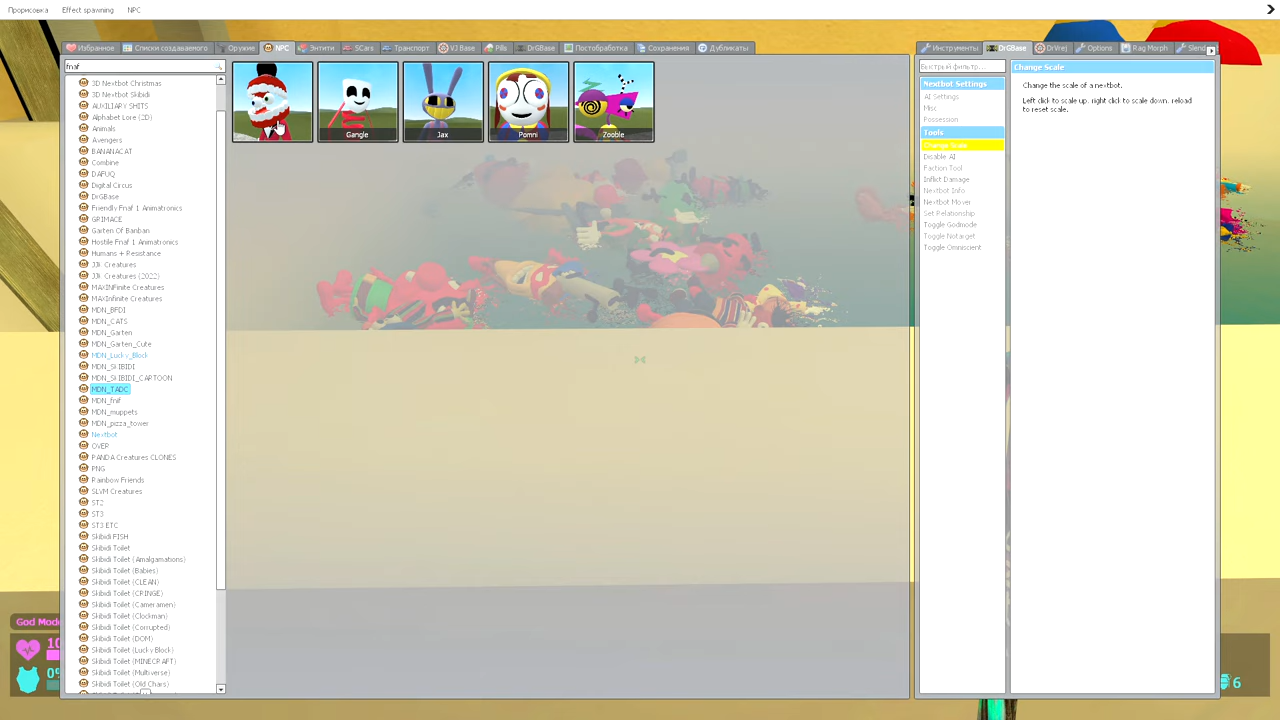 Прорисовка Effect spawning NPC
Избранное Списки создаваемого Оружие NPC Энтити SCars Транспорт VJ Base Pills DrGBase Постобработка Сохранения Дубликаты
Инструменты DrGBase DrVrej Options Rag Morph Slend
fnaf
3D Nextbot Christmas
3D Nextbot Skibidi
AUXILIARY SHITS
Alphabet Lore (2D)
Animals
Avengers
BANANACAT
Combine
DAFUQ
Digital Circus
DrGBase
Friendly Fnaf 1 Animatronics
GRIMACE
Garten Of Banban
Hostile Fnaf 1 Animatronics
Humans + Resistance
JJK Creatures
JJK Creatures (2022)
MAXINFinite Creatures
MAXInfinite Creatures
MDN_BFDI
MDN_CATS
MDN_Garten
MDN_Garten_Cute
MDN_Lucky_Block
MDN_SKIBIDI
MDN_SKIBIDI_CARTOON
MDN_TADC
MDN_fnif
MDN_muppets
MDN_pizza_tower
Nextbot
OVER
PANDA Creatures CLONES
PNG
Rainbow Friends
SLVM Creatures
ST2
ST3
ST3 ETC
Skibidi FISH
Skibidi Toilet
Skibidi Toilet (Amalgamations)
Skibidi Toilet (Babies)
Skibidi Toilet (CLEAN)
Skibidi Toilet (CRINGE)
Skibidi Toilet (Cameramen)
Skibidi Toilet (Clockman)
Skibidi Toilet (Corrupted)
Skibidi Toilet (DOM)
Skibidi Toilet (Lucky Block)
Skibidi Toilet (MINECRAFT)
Skibidi Toilet (Multiverse)
Skibidi Toilet (Old Chars)
Gangle
Jax
Pomni
Zooble
Быстрый фильтр...
Nextbot Settings
AI Settings
Misc
Possession
Tools
Change Scale
Disable AI
Faction Tool
Inflict Damage
Nextbot Info
Nextbot Mover
Set Relationship
Toggle Godmode
Toggle Notarget
Toggle Omniscient
Change Scale
Change the scale of a nextbot.
Left click to scale up, right click to scale down, reload
to reset scale.
God Mode
10
0%
6